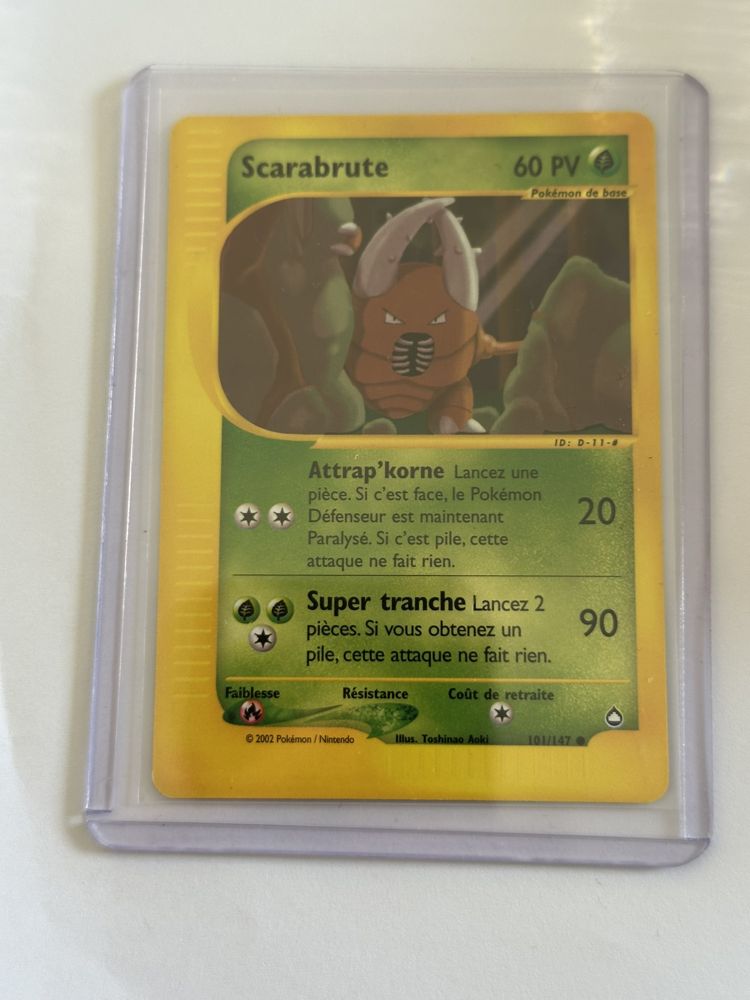 Scarabrute 60 PV
Pokémon de base
ID: D-11-#
Attrap'korne Lancez une
pièce. Si c'est face, le Pokémon
Défenseur est maintenant 20
Paralysé. Si c'est pile, cette
attaque ne fait rien.
Super tranche Lancez 2
pièces. Si vous obtenez un 90
pile, cette attaque ne fait rien.
Faiblesse Résistance Coût de retraite
© 2002 Pokémon / Nintendo Illus. Toshinao Aoki 101/147